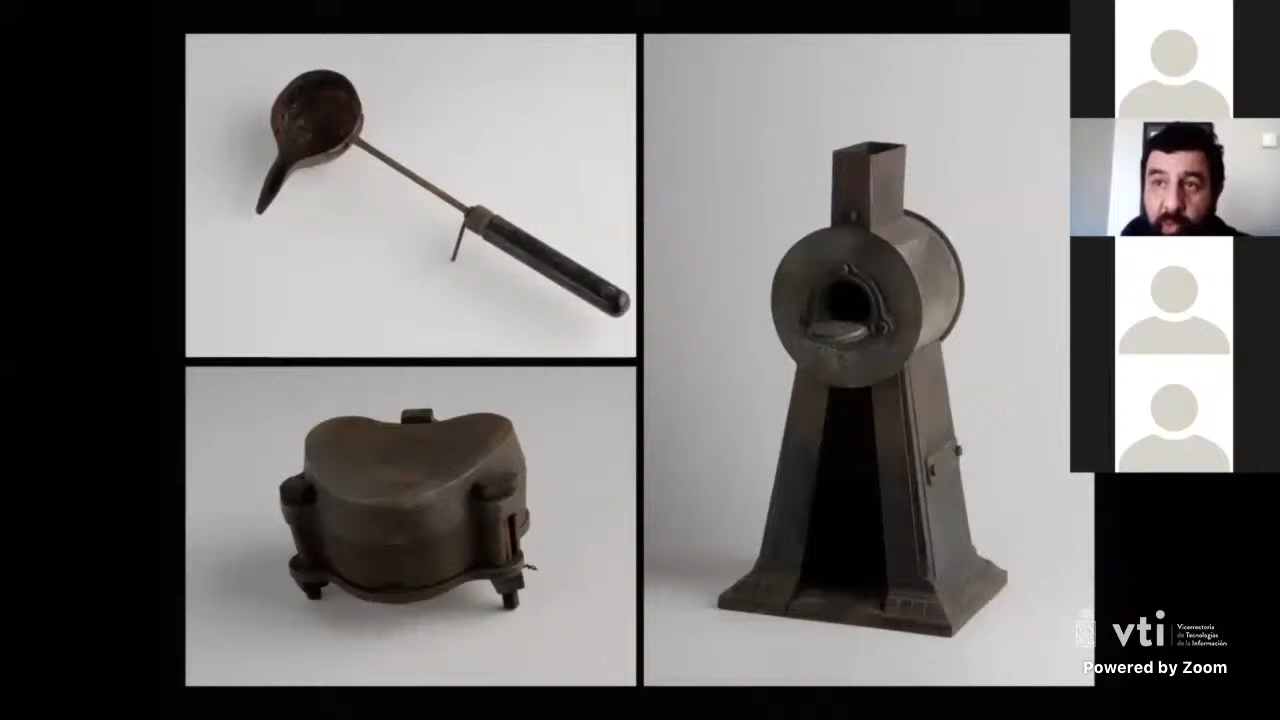 vti
Vicerrectoría
de Tecnologías
de la Información
Powered by Zoom